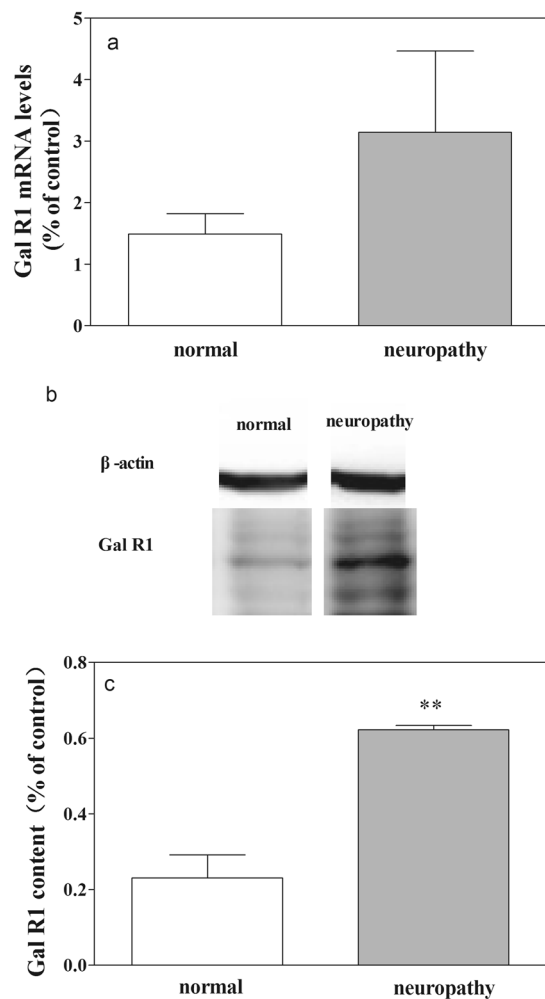 a
Gal R1 mRNA levels
(% of control)
5
4
3
2
1
0
normal neuropathy
b
normal neuropathy
β -actin
Gal R1
c
Gal R1 content (% of control)
0.8
0.6
0.4
0.2
0.0
**
normal neuropathy